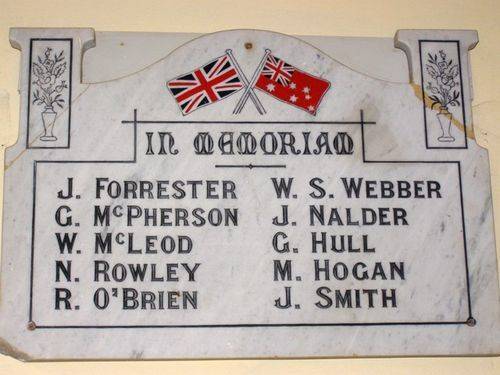 IN MEMORIAM
J. FORRESTER
G. McPHERSON
W. McLEOD
N. ROWLEY
R. O'BRIEN
W. S. WEBBER
J. NALDER
G. HULL
M. HOGAN
J. SMITH